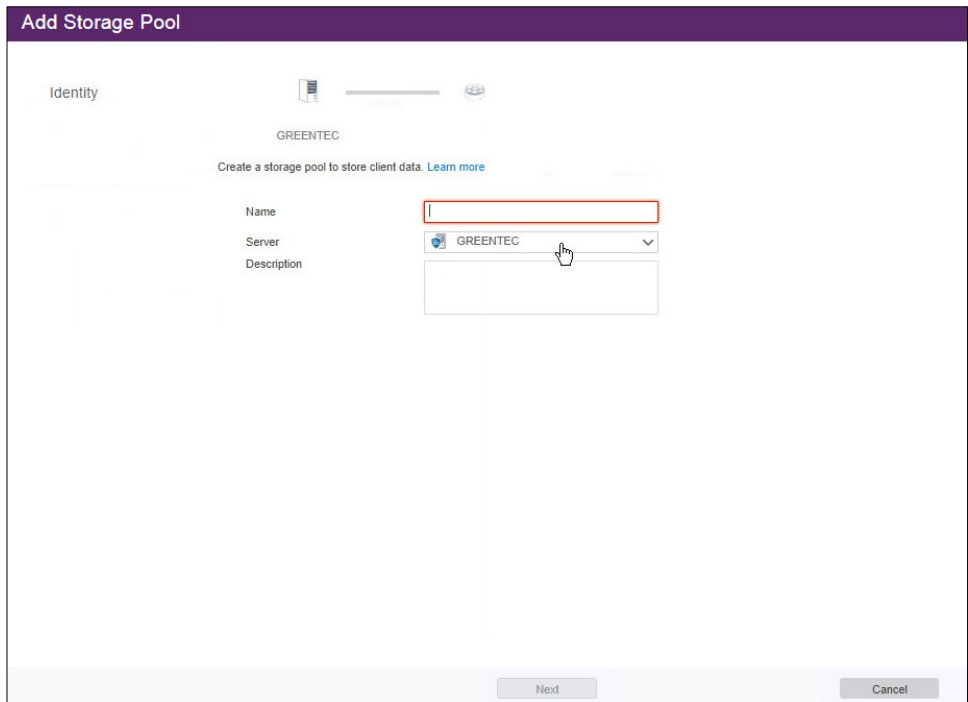 Add Storage Pool
Identity
GREENTEC
Create a storage pool to store client data. Learn more
Name
Server GREENTEC
Description
Next Cancel